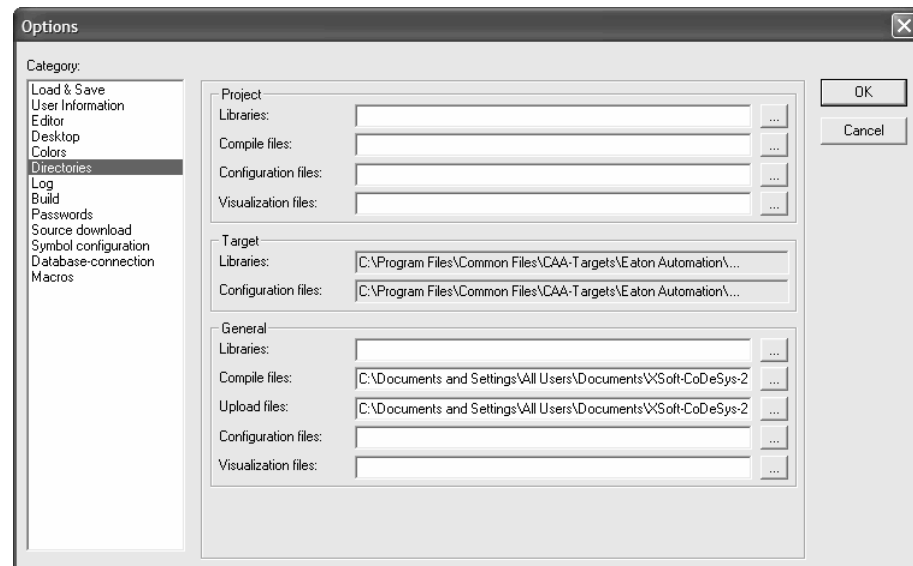 Options
Category:
Load & Save
User Information
Editor
Desktop
Colors
Directories
Log
Build
Passwords
Source download
Symbol configuration
Database-connection
Macros
Project
Libraries:
...
Compile files:
...
Configuration files:
...
Visualization files:
...
Target
Libraries: C:\Program Files\Common Files\CAA-Targets\Eaton Automation\...
Configuration files: C:\Program Files\Common Files\CAA-Targets\Eaton Automation\...
General
Libraries:
...
Compile files: C:\Documents and Settings\All Users\Documents\XSoft-CoDeSys-2 ...
Upload files: C:\Documents and Settings\All Users\Documents\XSoft-CoDeSys-2 ...
Configuration files:
...
Visualization files:
...
OK
Cancel